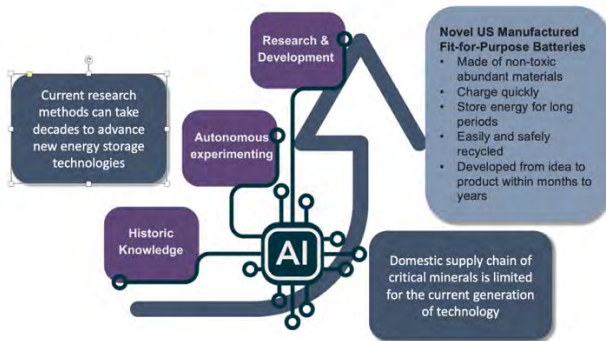 Research &
Development
Novel US Manufactured
Fit-for-Purpose Batteries
• Made of non-toxic
abundant materials
• Charge quickly
• Store energy for long
periods
• Easily and safely
recycled
• Developed from idea to
product within months to
years
Current research
methods can take
decades to advance
new energy storage
technologies
Autonomous
experimenting
Historic
Knowledge
AI
Domestic supply chain of
critical minerals is limited
for the current generation
of technology